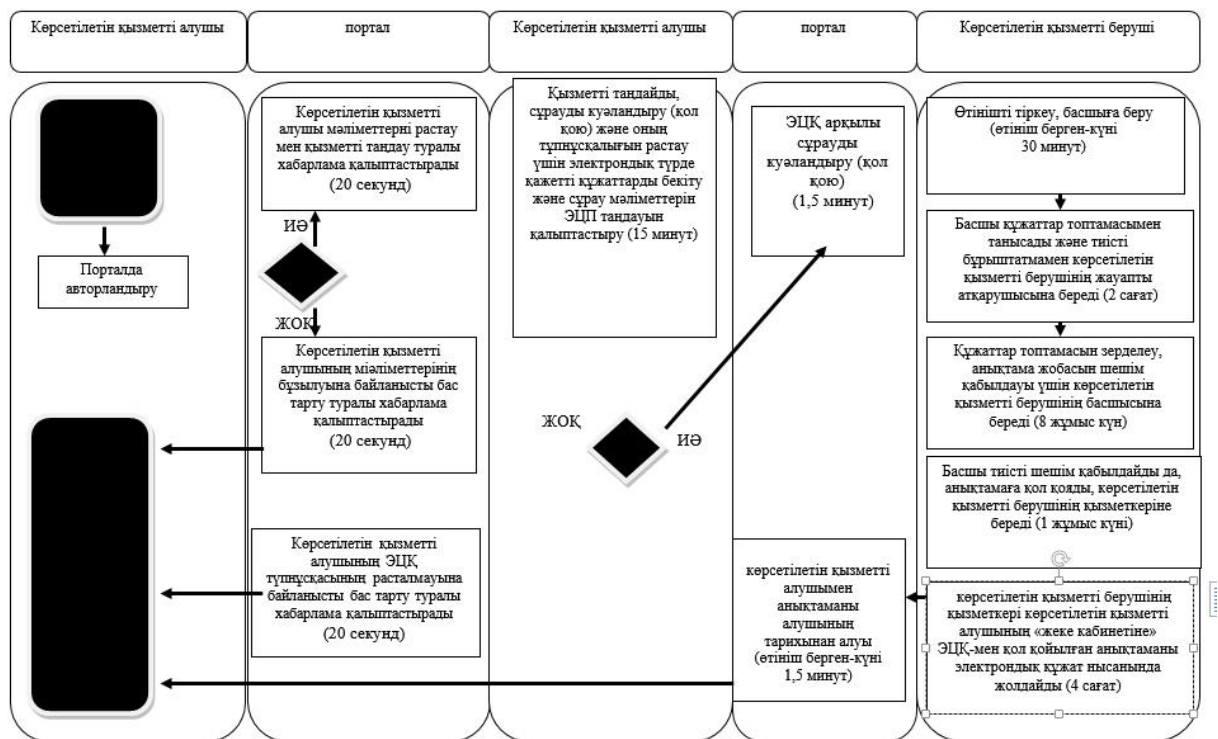 Көрсетілетін қызметті алушы
портал
Көрсетілетін қызметті алушы
портал
Көрсетілетін қызметті беруші
Порталда
авторландыру
Көрсетілетін қызметті
алушы мәліметтерні растау
мен қызметті таңдау туралы
хабарлама қалыптастырады
(20 секунд)
ИӘ
ЖОҚ
Көрсетілетін қызметті
алушының міәліметтерінің
бұзылуына байланысты бас
тарту туралы хабарлама
қалыптастырады
(20 секунд)
Көрсетілетін қызметті
алушының ЭЦҚ
түпнұсқасының расталмауына
байланысты бас тарту туралы
хабарлама қалыптастырады
(20 секунд)
Қызметті таңдайды,
сұрауды куәландыру (қол
қою) және оның
тұпнұсқалығын растау
үшін электрондық түрде
қажетті құжаттарды бекіту
және сұрау мәліметтерін
ЭЦП таңдауын
қалыптастыру (15 минут)
ЖОҚ
ИӘ
ЭЦҚ арқылы
сұрауды
куәландыру (қол
қою)
(1,5 минут)
көрсетілетін қызметті
алушымен
анықтаманы
алушының
тарихынан алуы
(өтініш берген-күні
1,5 минут)
Өтінішті тіркеу, басшыға беру
(өтініш берген-күні
30 минут)
Басшы құжаттар топтамасымен
танысады және тиісті
бұрыштатмамен көрсетілетін
қызметті берушінің жауапты
атқарушысына береді (2 сағат)
Құжаттар топтамасын зерделеу,
анықтама жобасын шешім
қабылдауы үшін көрсетілетін
қызметті берушінің басшысына
береді (8 жұмыс күн)
Басшы тиісті шешім қабылдайды да,
анықтамаға қол қояды, көрсетілетін
қызметті берушінің қызметкеріне
береді (1 жұмыс күні)
көрсетілетін қызметті берушінің
қызметкері көрсетілетін қызметті
алушының «жеке кабинетіне»
ЭЦҚ-мен қол қойылған анықтаманы
электрондық құжат нысанында
жолдайды (4 сағат)